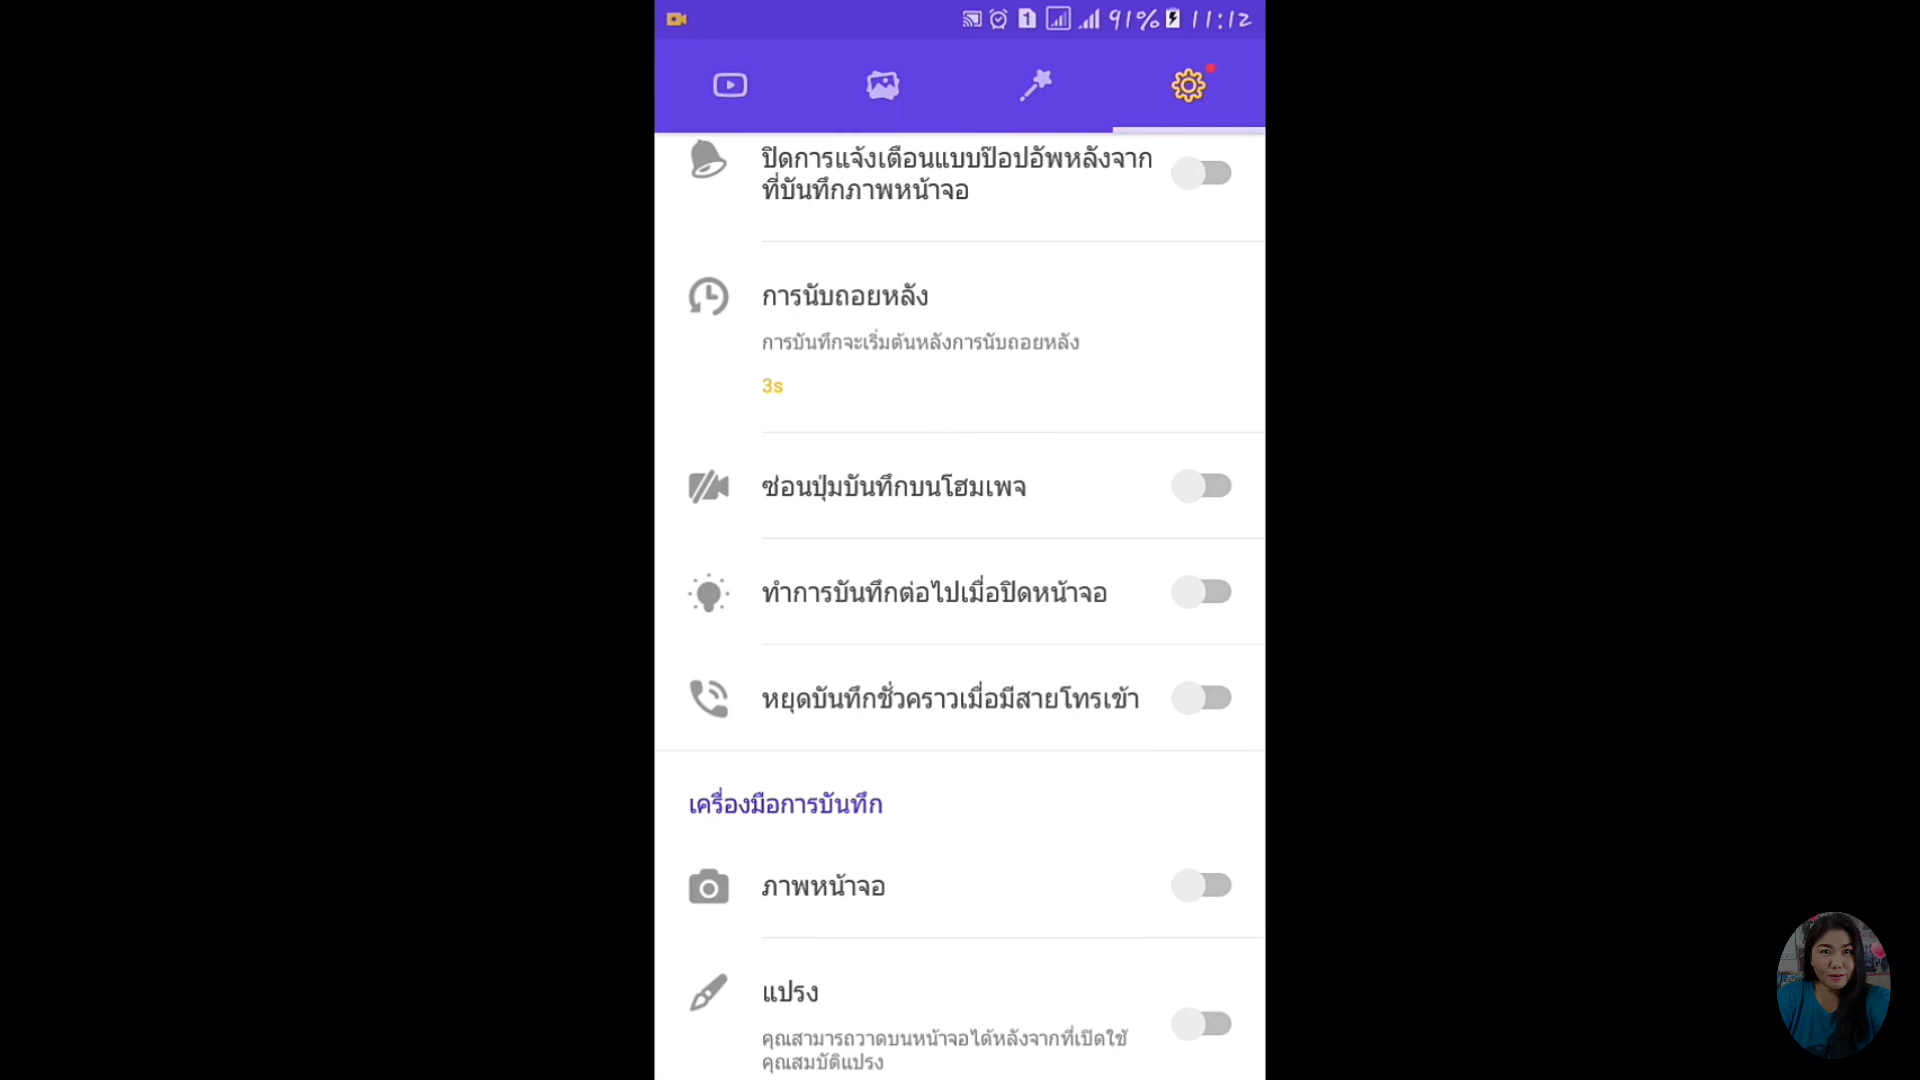 1 91% 11:12
ปิดการแจ้งเตือนแบบป๊อปอัพหลังจาก
ที่บันทึกภาพหน้าจอ
การนับถอยหลัง
การบันทึกจะเริ่มต้นหลังการนับถอยหลัง
3s
ซ่อนปุ่มบันทึกบนโฮมเพจ
ทำการบันทึกต่อไปเมื่อปิดหน้าจอ
หยุดบันทึกชั่วคราวเมื่อมีสายโทรเข้า
เครื่องมือการบันทึก
ภาพหน้าจอ
แปรง
คุณสามารถวาดบนหน้าจอได้หลังจากที่เปิดใช้
คุณสมบัติแปรง